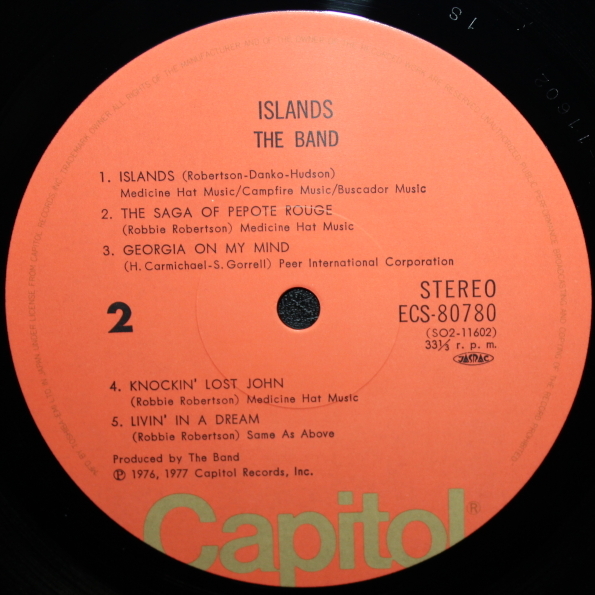 ISLANDS
THE BAND
1. ISLANDS (Robertson-Danko-Hudson)
Medicine Hat Music/Campfire Music/Buscador Music
2. THE SAGA OF PEPOTE ROUGE
(Robbie Robertson) Medicine Hat Music
3. GEORGIA ON MY MIND
(H. Carmichael-S. Gorrell) Peer International Corporation
2
STEREO
ECS-80780
(SO2-11602)
33⅓ r. p. m.
JASRAC
4. KNOCKIN' LOST JOHN
(Robbie Robertson) Medicine Hat Music
5. LIVIN' IN A DREAM
(Robbie Robertson) Same As Above
Produced by The Band
Ⓟ 1976, 1977 Capitol Records, Inc.
Capitol®